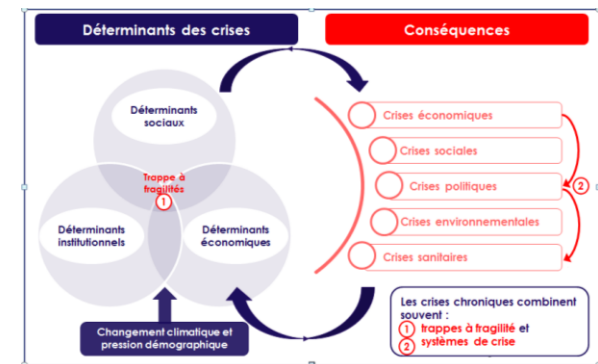 Déterminants des crises
Conséquences
Déterminants
sociaux
Trappe à
fragilités
1
Déterminants
institutionnels
Déterminants
économiques
Changement climatique et
pression démographique
Crises économiques
Crises sociales
Crises politiques
2
Crises environnementales
Crises sanitaires
Les crises chroniques combinent
souvent :
1 trappes à fragilité et
2 systèmes de crise